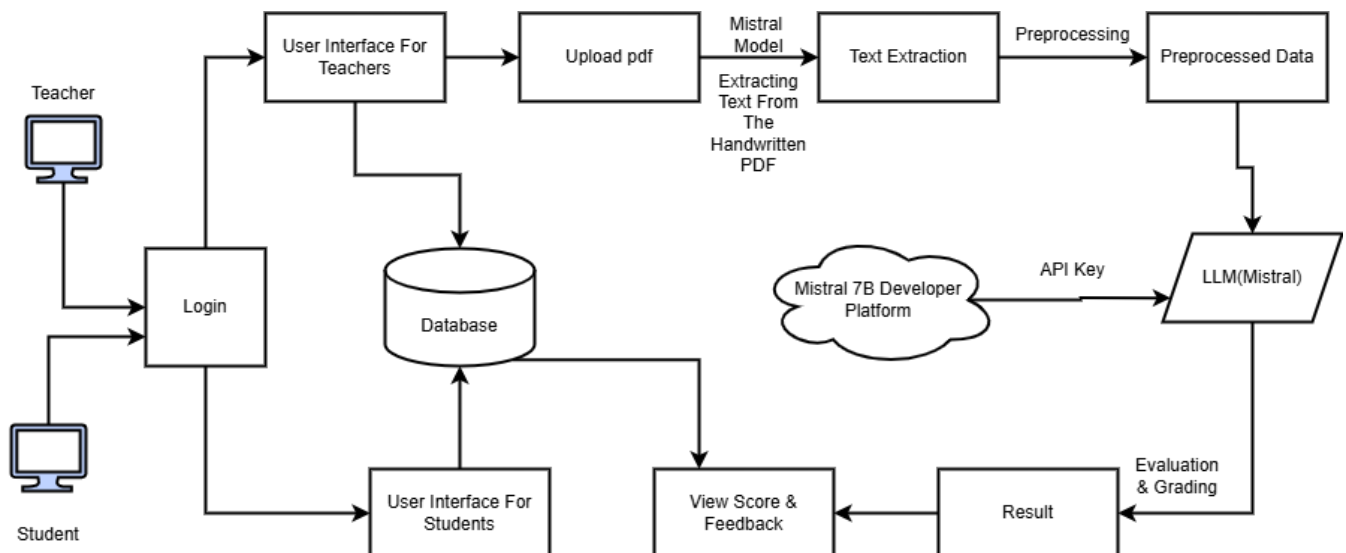 User Interface For
Teachers
Upload pdf
Mistral
Model
Extracting
Text From
The
Handwritten
PDF
Text Extraction
Preprocessing
Preprocessed Data
Teacher
Login
Database
Mistral 7B Developer
Platform
API Key
LLM(Mistral)
Student
User Interface For
Students
View Score &
Feedback
Result
Evaluation
& Grading